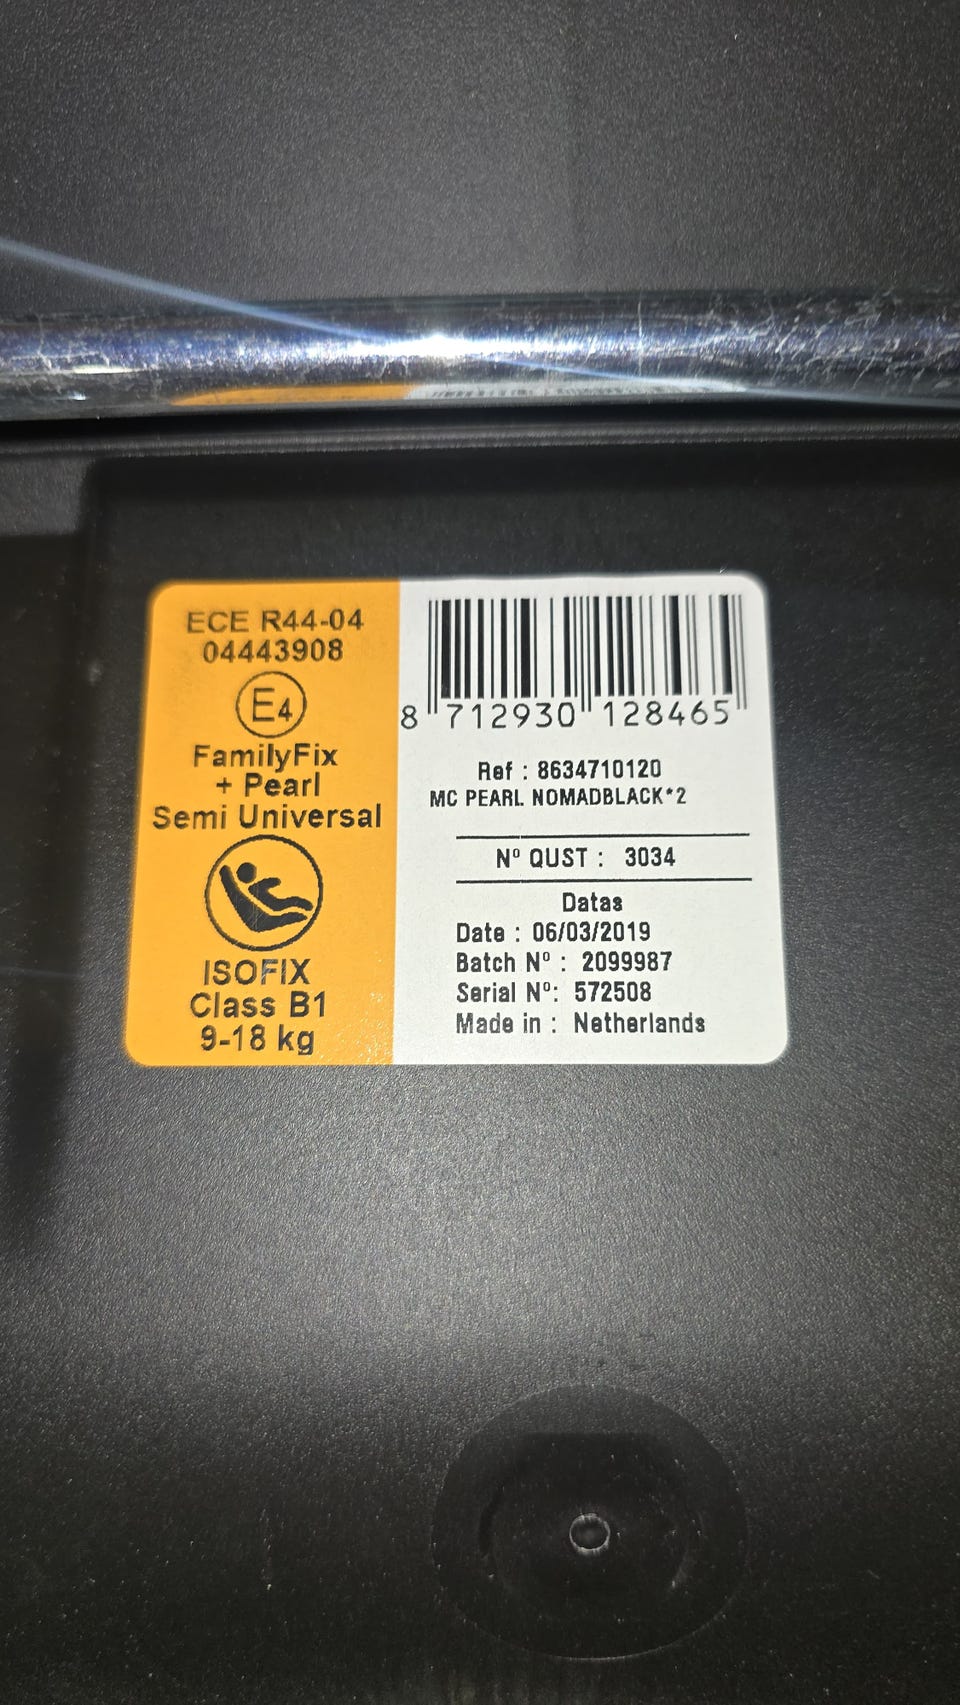 ECE R44-04
04443908
E4
FamilyFix
+ Pearl
Semi Universal
ISOFIX
Class B1
9-18 kg
8 712930 128465
Ref : 8634710120
MC PEARL NOMADBLACK*2
Nº QUST : 3034
Datas
Date : 06/03/2019
Batch Nº : 2099987
Serial Nº: 572508
Made in : Netherlands